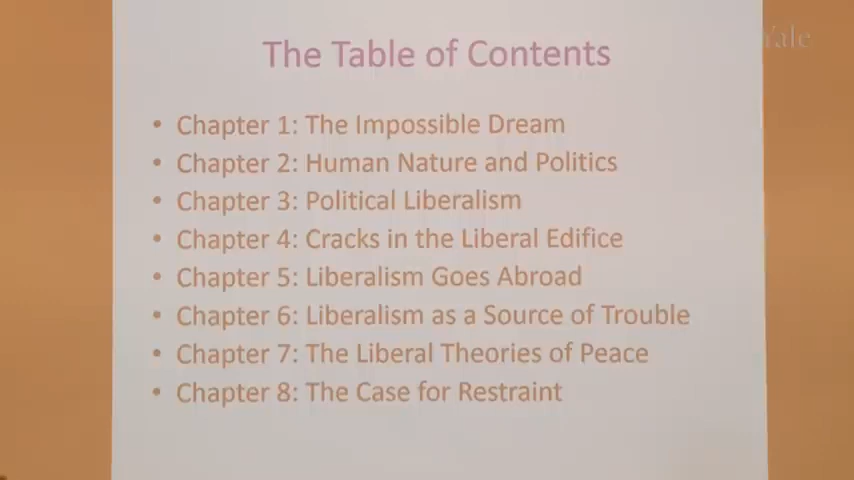 Yale
The Table of Contents
• Chapter 1: The Impossible Dream
• Chapter 2: Human Nature and Politics
• Chapter 3: Political Liberalism
• Chapter 4: Cracks in the Liberal Edifice
• Chapter 5: Liberalism Goes Abroad
• Chapter 6: Liberalism as a Source of Trouble
• Chapter 7: The Liberal Theories of Peace
• Chapter 8: The Case for Restraint